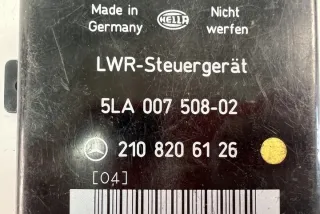 Made in Germany
HELLA
Nicht werfen
LWR-Steuergerät
5LA 007 508-02
210 820 61 26
[04]